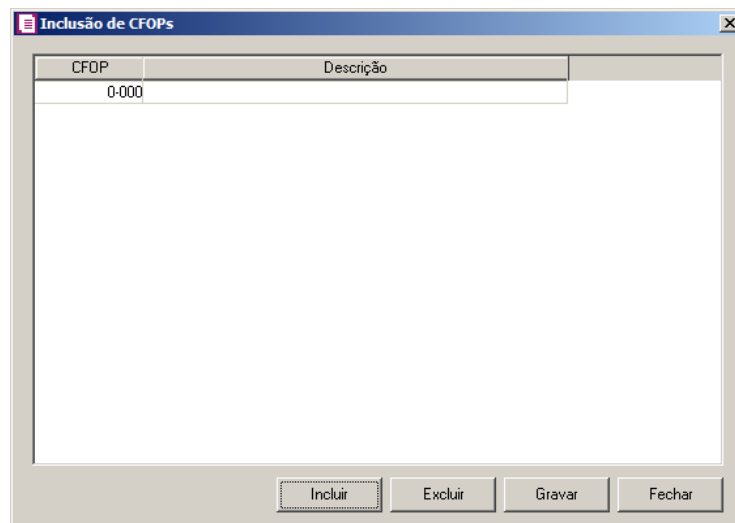 Inclusão de CFOPs
CFOP Descrição
0-000
Incluir Excluir Gravar Fechar